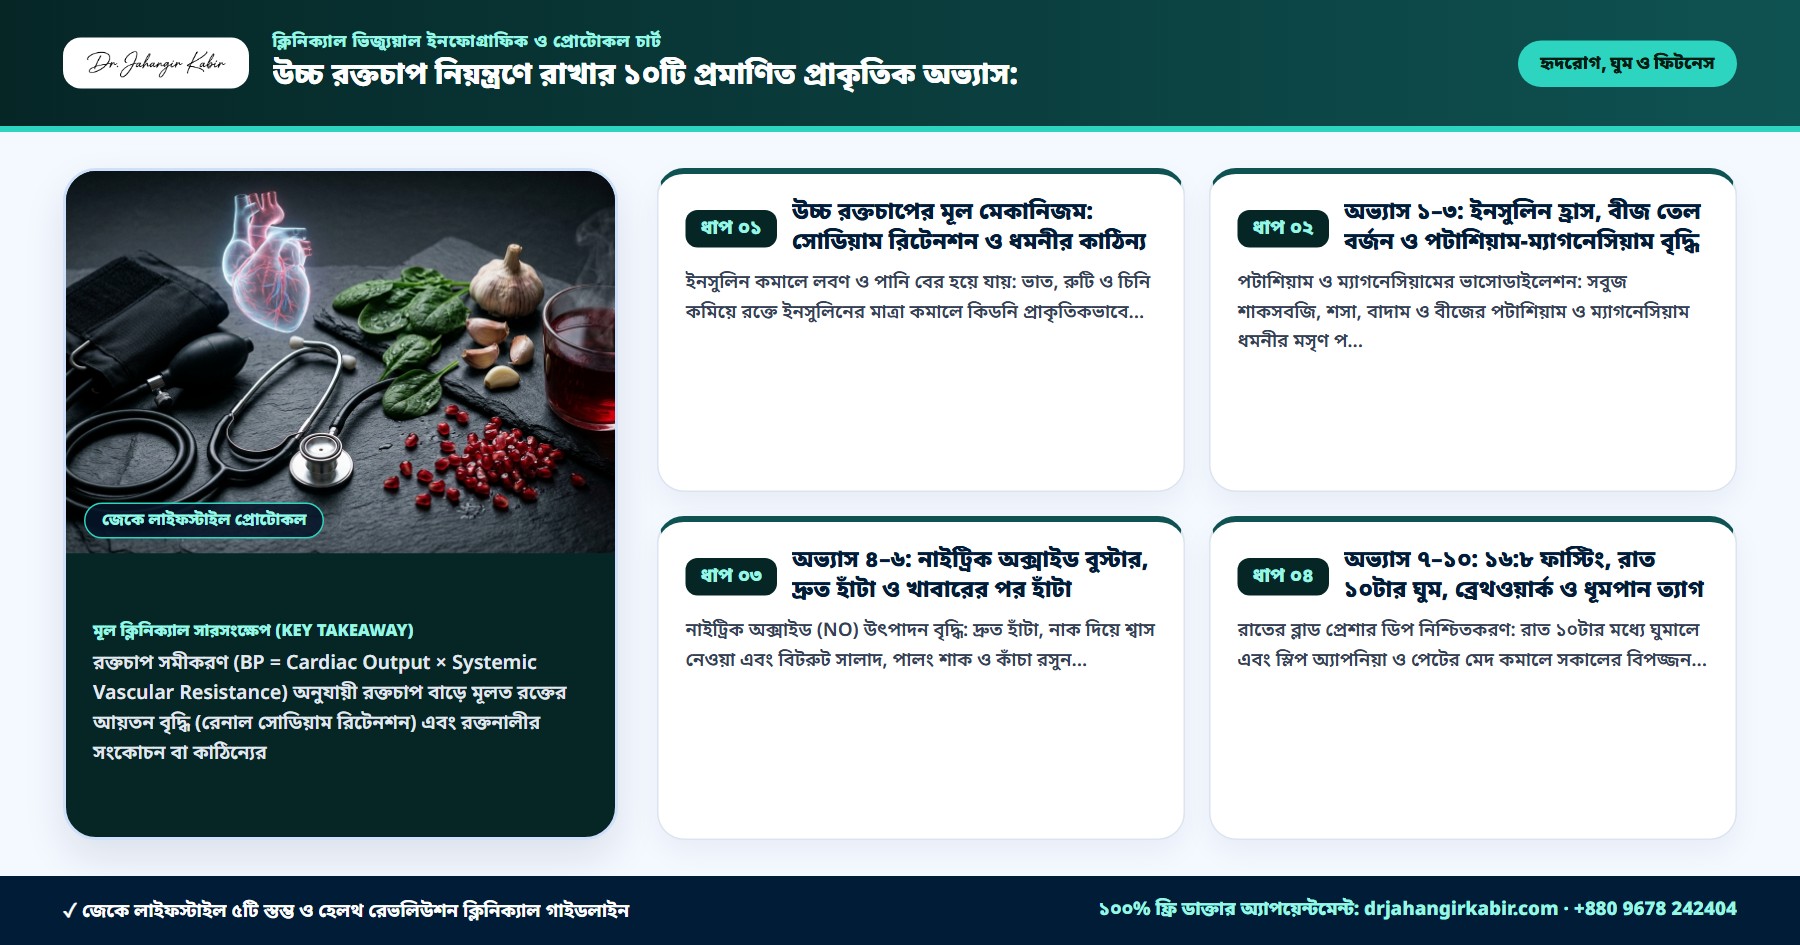 Dr. Jahangir Kabir
ক্লিনিক্যাল ভিজ্যুয়াল ইনফোগ্রাফিক ও প্রোটোকল চার্ট
উচ্চ রক্তচাপ নিয়ন্ত্রণে রাখার ১০টি প্রমাণিত প্রাকৃতিক অভ্যাস:
হৃদরোগ, ঘুম ও ফিটনেস
জেকে লাইফস্টাইল প্রোটোকল
মূল ক্লিনিক্যাল সারসংক্ষেপ (KEY TAKEAWAY)
রক্তচাপ সমীকরণ (BP = Cardiac Output × Systemic
Vascular Resistance) অনুযায়ী রক্তচাপ বাড়ে মূলত রক্তের
আয়তন বৃদ্ধি (রেনাল সোডিয়াম রিটেনশন) এবং রক্তনালীর
সংকোচন বা কাঠিন্যের
ধাপ ০১
উচ্চ রক্তচাপের মূল মেকানিজম:
সোডিয়াম রিটেনশন ও ধমনীর কাঠিন্য
ইনসুলিন কমালে লবণ ও পানি বের হয়ে যায়: ভাত, রুটি ও চিনি
কমিয়ে রক্তে ইনসুলিনের মাত্রা কমালে কিডনি প্রাকৃতিকভাবে...
ধাপ ০২
অভ্যাস ১-৩: ইনসুলিন হ্রাস, বীজ তেল
বর্জন ও পটাশিয়াম-ম্যাগনেসিয়াম বৃদ্ধি
পটাশিয়াম ও ম্যাগনেসিয়ামের ভাসোডাইলেশন: সবুজ
শাকসবজি, শসা, বাদাম ও বীজের পটাশিয়াম ও ম্যাগনেসিয়াম
ধমনীর মসৃণ প...
ধাপ ০৩
অভ্যাস ৪-৬: নাইট্রিক অক্সাইড বুস্টার,
দ্রুত হাঁটা ও খাবারের পর হাঁটা
নাইট্রিক অক্সাইড (NO) উৎপাদন বৃদ্ধি: দ্রুত হাঁটা, নাক দিয়ে শ্বাস
নেওয়া এবং বিটরুট সালাদ, পালং শাক ও কাঁচা রসুন...
ধাপ ০৪
অভ্যাস ৭-১০: ১৬:৮ ফাস্টিং, রাত
১০টার ঘুম, ব্রেথওয়ার্ক ও ধূমপান ত্যাগ
রাতের ব্লাড প্রেশার ডিপ নিশ্চিতকরণ: রাত ১০টার মধ্যে ঘুমালে
এবং স্লিপ অ্যাপনিয়া ও পেটের মেদ কমালে সকালের বিপজ্জন...
✓ জেকে লাইফস্টাইল ৫টি স্তম্ভ ও হেলথ রেভলিউশন ক্লিনিক্যাল গাইডলাইন
১০০% ফ্রি ডাক্তার অ্যাপয়েন্টমেন্ট: drjahangirkabir.com · +880 9678 242404